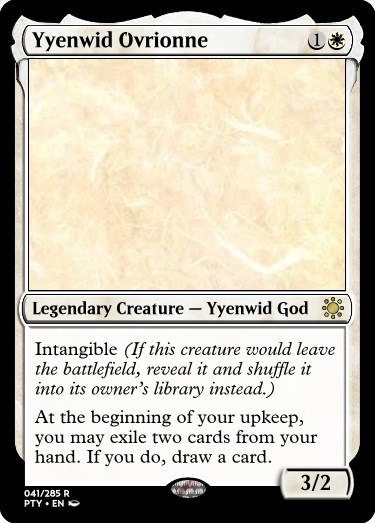 Yyenwid Ovrionne
1
Legendary Creature — Yyenwid God
Intangible (If this creature would leave
the battlefield, reveal it and shuffle it
into its owner's library instead.)
At the beginning of your upkeep,
you may exile two cards from your
hand. If you do, draw a card.
3/2
041/285 R
PTY • EN